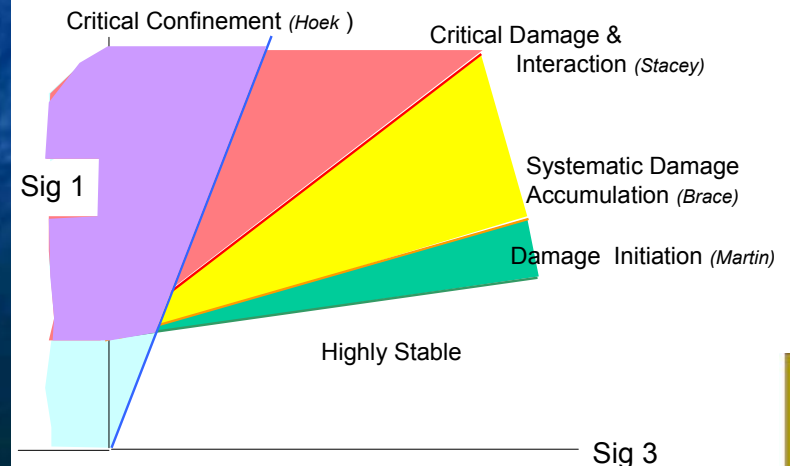 Critical Confinement (Hoek )
Critical Damage &
Interaction (Stacey)
Sig 1
Systematic Damage
Accumulation (Brace)
Damage Initiation (Martin)
Highly Stable
Sig 3